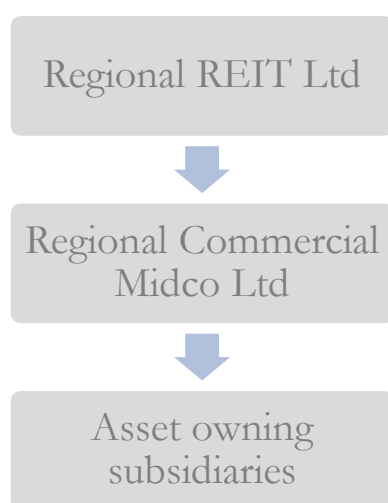 Regional REIT Ltd
Regional Commercial
Midco Ltd
Asset owning
subsidiaries